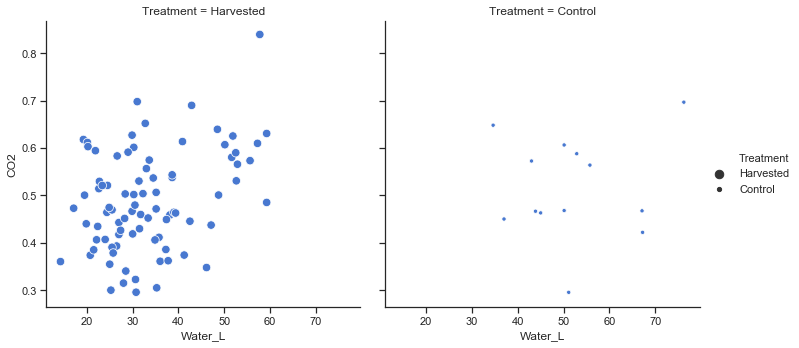 Treatment = Harvested
Treatment = Control
0.8
0.7
0.6
0.5
0.4
0.3
CO2
20 30 40 50 60 70
20 30 40 50 60 70
Water_L
Water_L
Treatment
Harvested
Control